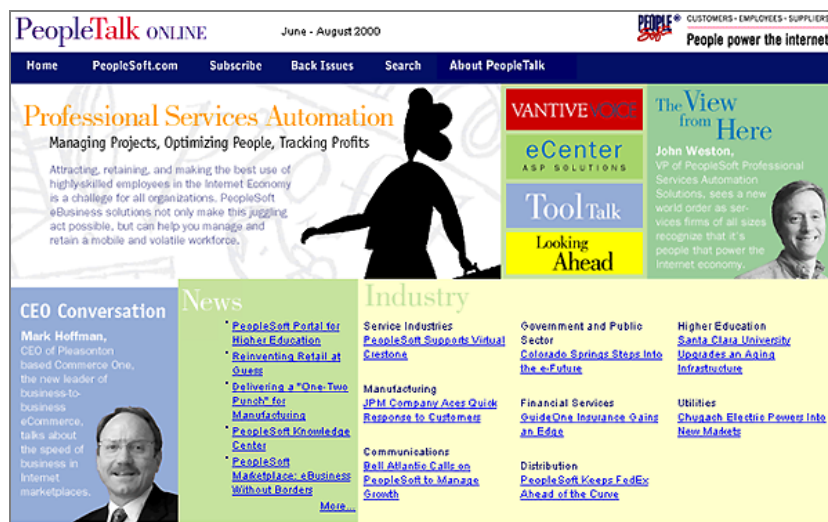 PeopleTalk ONLINE
June - August 2000
PEOPLE Soft ®
CUSTOMERS • EMPLOYEES • SUPPLIERS
People power the internet
Home PeopleSoft.com Subscribe Back Issues Search About PeopleTalk
Professional Services Automation
Managing Projects, Optimizing People, Tracking Profits
Attracting, retaining, and making the best use of
highly-skilled employees in the Internet Economy
is a challege for all organizations. PeopleSoft
eBusiness solutions not only make this juggling
act possible, but can help you manage and
retain a mobile and volatile workforce.
VANTIVE VOICE
eCenter
ASP SOLUTIONS
Tool Talk
Looking
Ahead
The View
from Here
John Weston,
VP of PeopleSoft Professional
Services Automation
Solutions, sees a new
world order as ser-
vices firms of all sizes
recognize that it's
people that power the
Internet economy.
CEO Conversation
Mark Hoffman,
CEO of Pleasonton
based Commerce One,
the new leader of
business-to-
business
eCommerce,
talks about
the speed of
business in
Internet
marketplaces.
News
• PeopleSoft Portal for
Higher Education
• Reinventing Retail at
Guess
• Delivering a "One-Two
Punch" for
Manufacturing
• PeopleSoft Knowledge
Center
• PeopleSoft
Marketplace: eBusiness
Without Borders
More...
Industry
Service Industries
PeopleSoft Supports Virtual
Crestone
Manufacturing
JPM Company Aces Quick
Response to Customers
Communications
Bell Atlantic Calls on
PeopleSoft to Manage
Growth
Government and Public
Sector
Colorado Springs Steps Into
the e-Future
Financial Services
GuideOne Insurance Gains
an Edge
Distribution
PeopleSoft Keeps FedEx
Ahead of the Curve
Higher Education
Santa Clara University
Upgrades an Aging
Infrastructure
Utilities
Chugach Electric Powers Into
New Markets